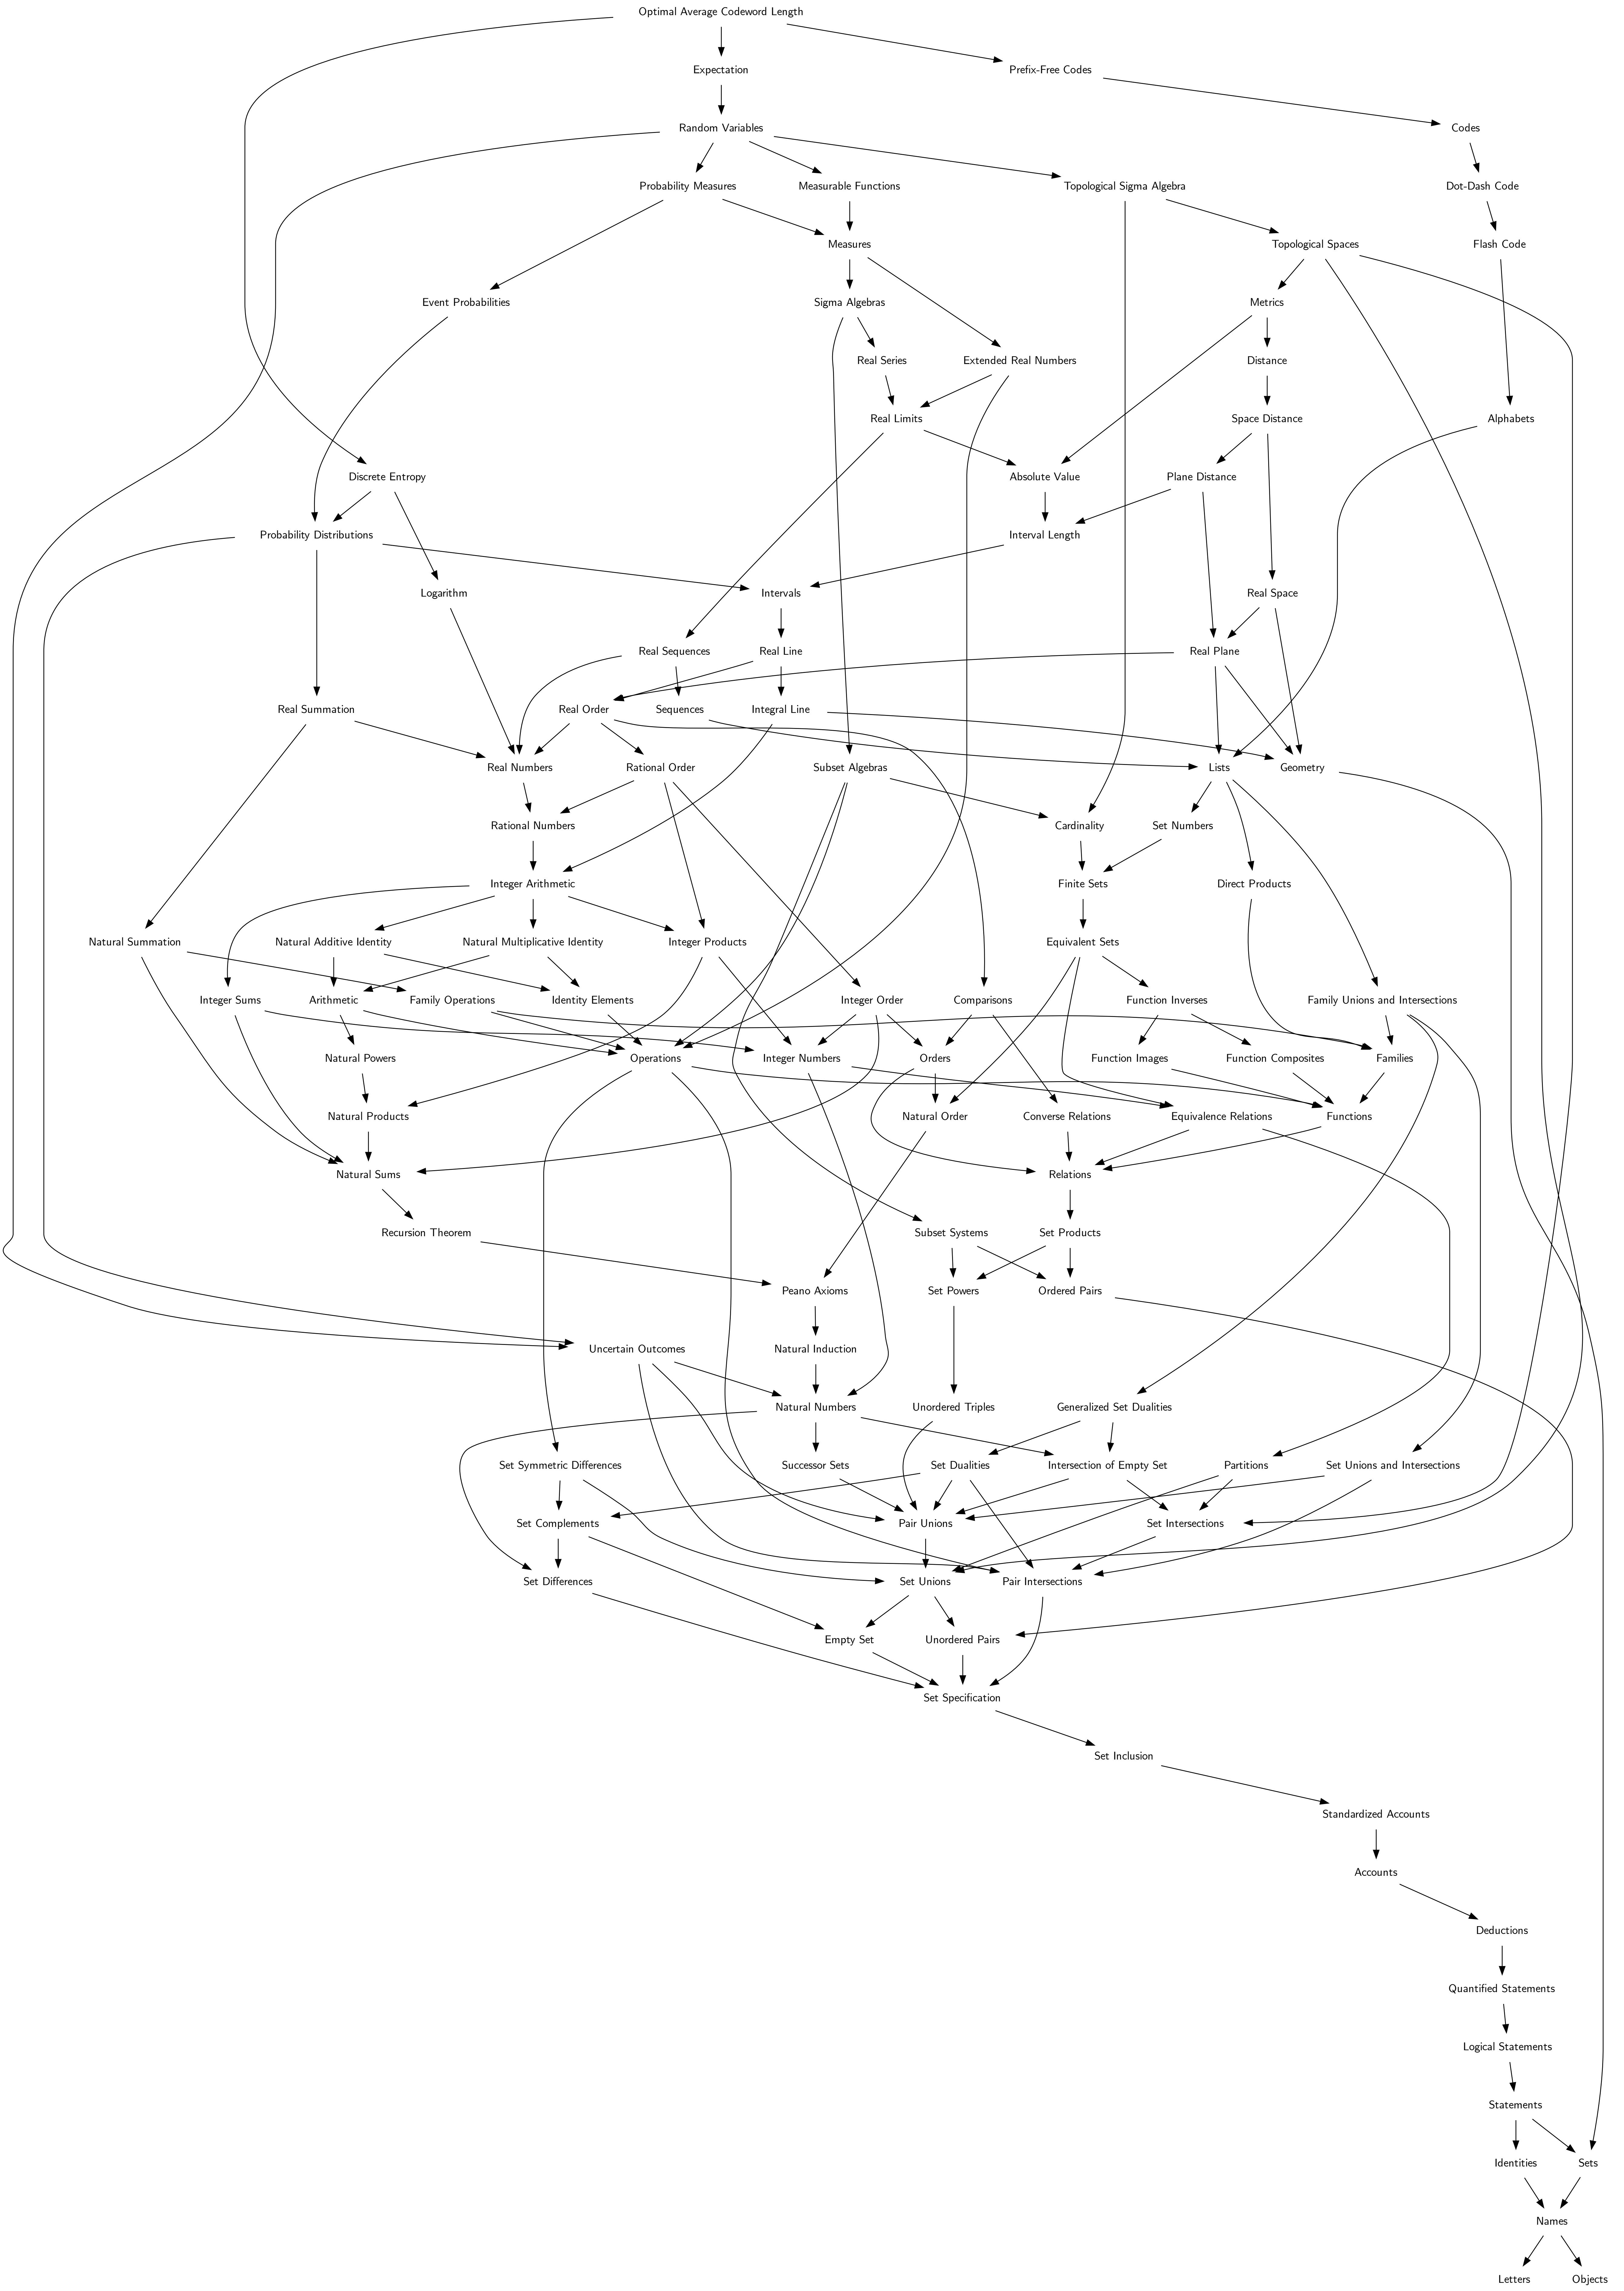 Optimal Average Codeword Length
Expectation
Prefix-Free Codes
Random Variables
Codes
Probability Measures
Measurable Functions
Topological Sigma Algebra
Dot-Dash Code
Measures
Topological Spaces
Flash Code
Event Probabilities
Sigma Algebras
Metrics
Real Series
Extended Real Numbers
Distance
Real Limits
Space Distance
Alphabets
Discrete Entropy
Absolute Value
Plane Distance
Probability Distributions
Interval Length
Logarithm
Intervals
Real Space
Real Sequences
Real Line
Real Plane
Real Summation
Real Order
Sequences
Integral Line
Real Numbers
Rational Order
Subset Algebras
Lists
Geometry
Rational Numbers
Cardinality
Set Numbers
Integer Arithmetic
Finite Sets
Direct Products
Natural Summation
Natural Additive Identity
Natural Multiplicative Identity
Integer Products
Equivalent Sets
Integer Sums
Arithmetic
Family Operations
Identity Elements
Integer Order
Comparisons
Function Inverses
Family Unions and Intersections
Natural Powers
Operations
Integer Numbers
Orders
Function Images
Function Composites
Families
Natural Products
Natural Order
Converse Relations
Equivalence Relations
Functions
Natural Sums
Relations
Recursion Theorem
Subset Systems
Set Products
Peano Axioms
Set Powers
Ordered Pairs
Uncertain Outcomes
Natural Induction
Natural Numbers
Unordered Triples
Generalized Set Dualities
Set Symmetric Differences
Successor Sets
Set Dualities
Intersection of Empty Set
Partitions
Set Unions and Intersections
Set Complements
Pair Unions
Set Intersections
Set Differences
Set Unions
Pair Intersections
Empty Set
Unordered Pairs
Set Specification
Set Inclusion
Standardized Accounts
Accounts
Deductions
Quantified Statements
Logical Statements
Statements
Identities
Sets
Names
Letters
Objects